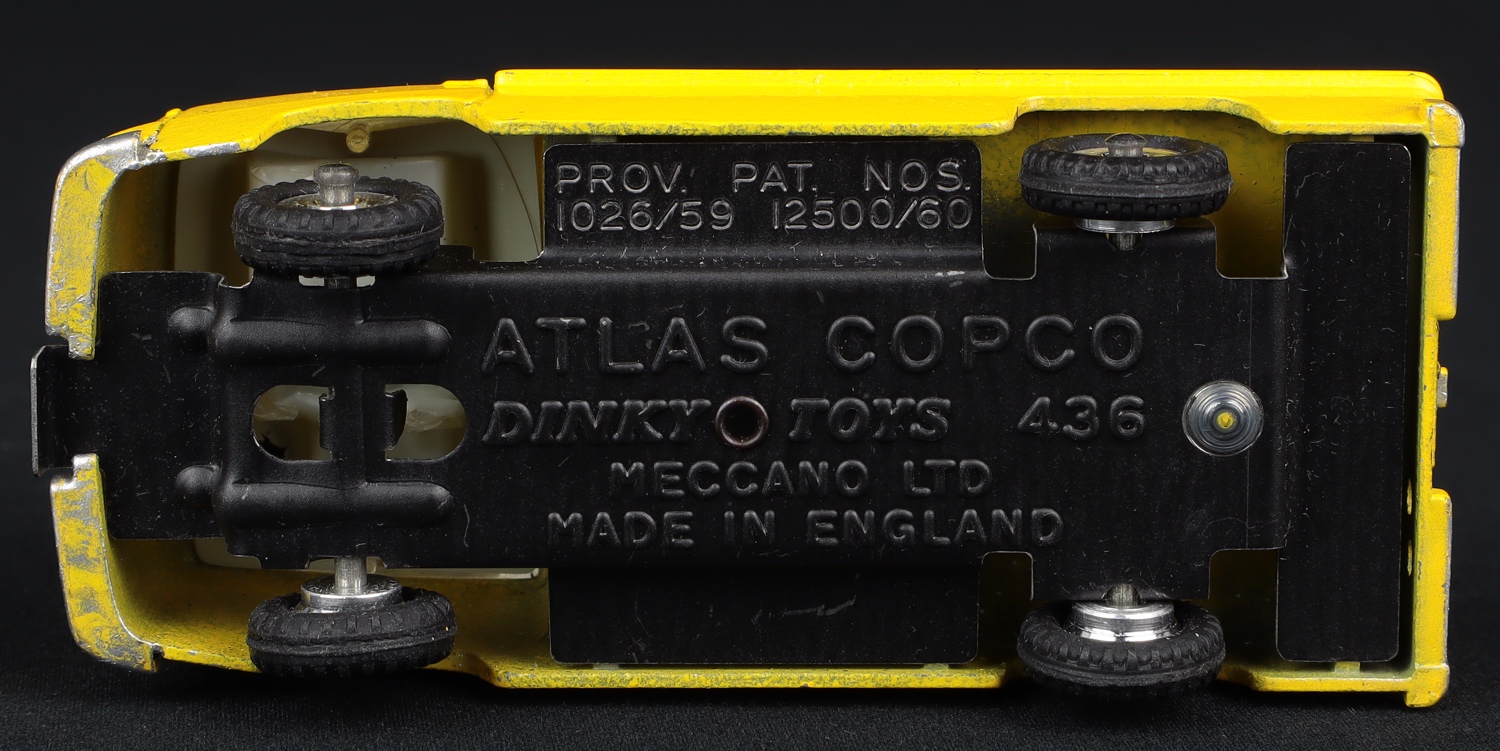 PROV. PAT. NOS.
1026/59 12500/60
ATLAS COPCO
DINKY TOYS 436
MECCANO LTD
MADE IN ENGLAND